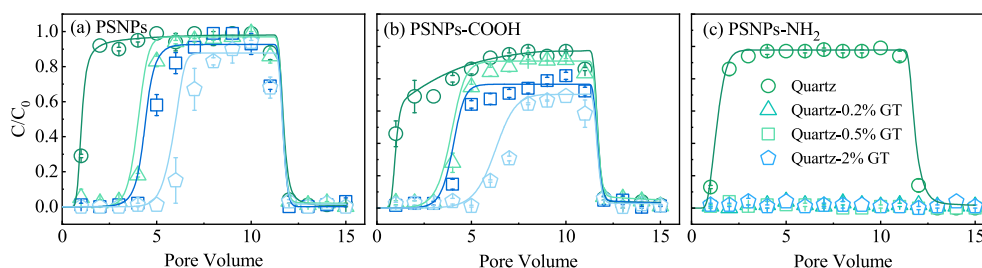 (a) PSNPs
(b) PSNPs-COOH
(c) PSNPs-NH₂
C/C₀
1.0
0.8
0.6
0.4
0.2
0.0
Quartz
Quartz-0.2% GT
Quartz-0.5% GT
Quartz-2% GT
0 5 10 15
0 5 10 15
0 5 10 15
Pore Volume
Pore Volume
Pore Volume